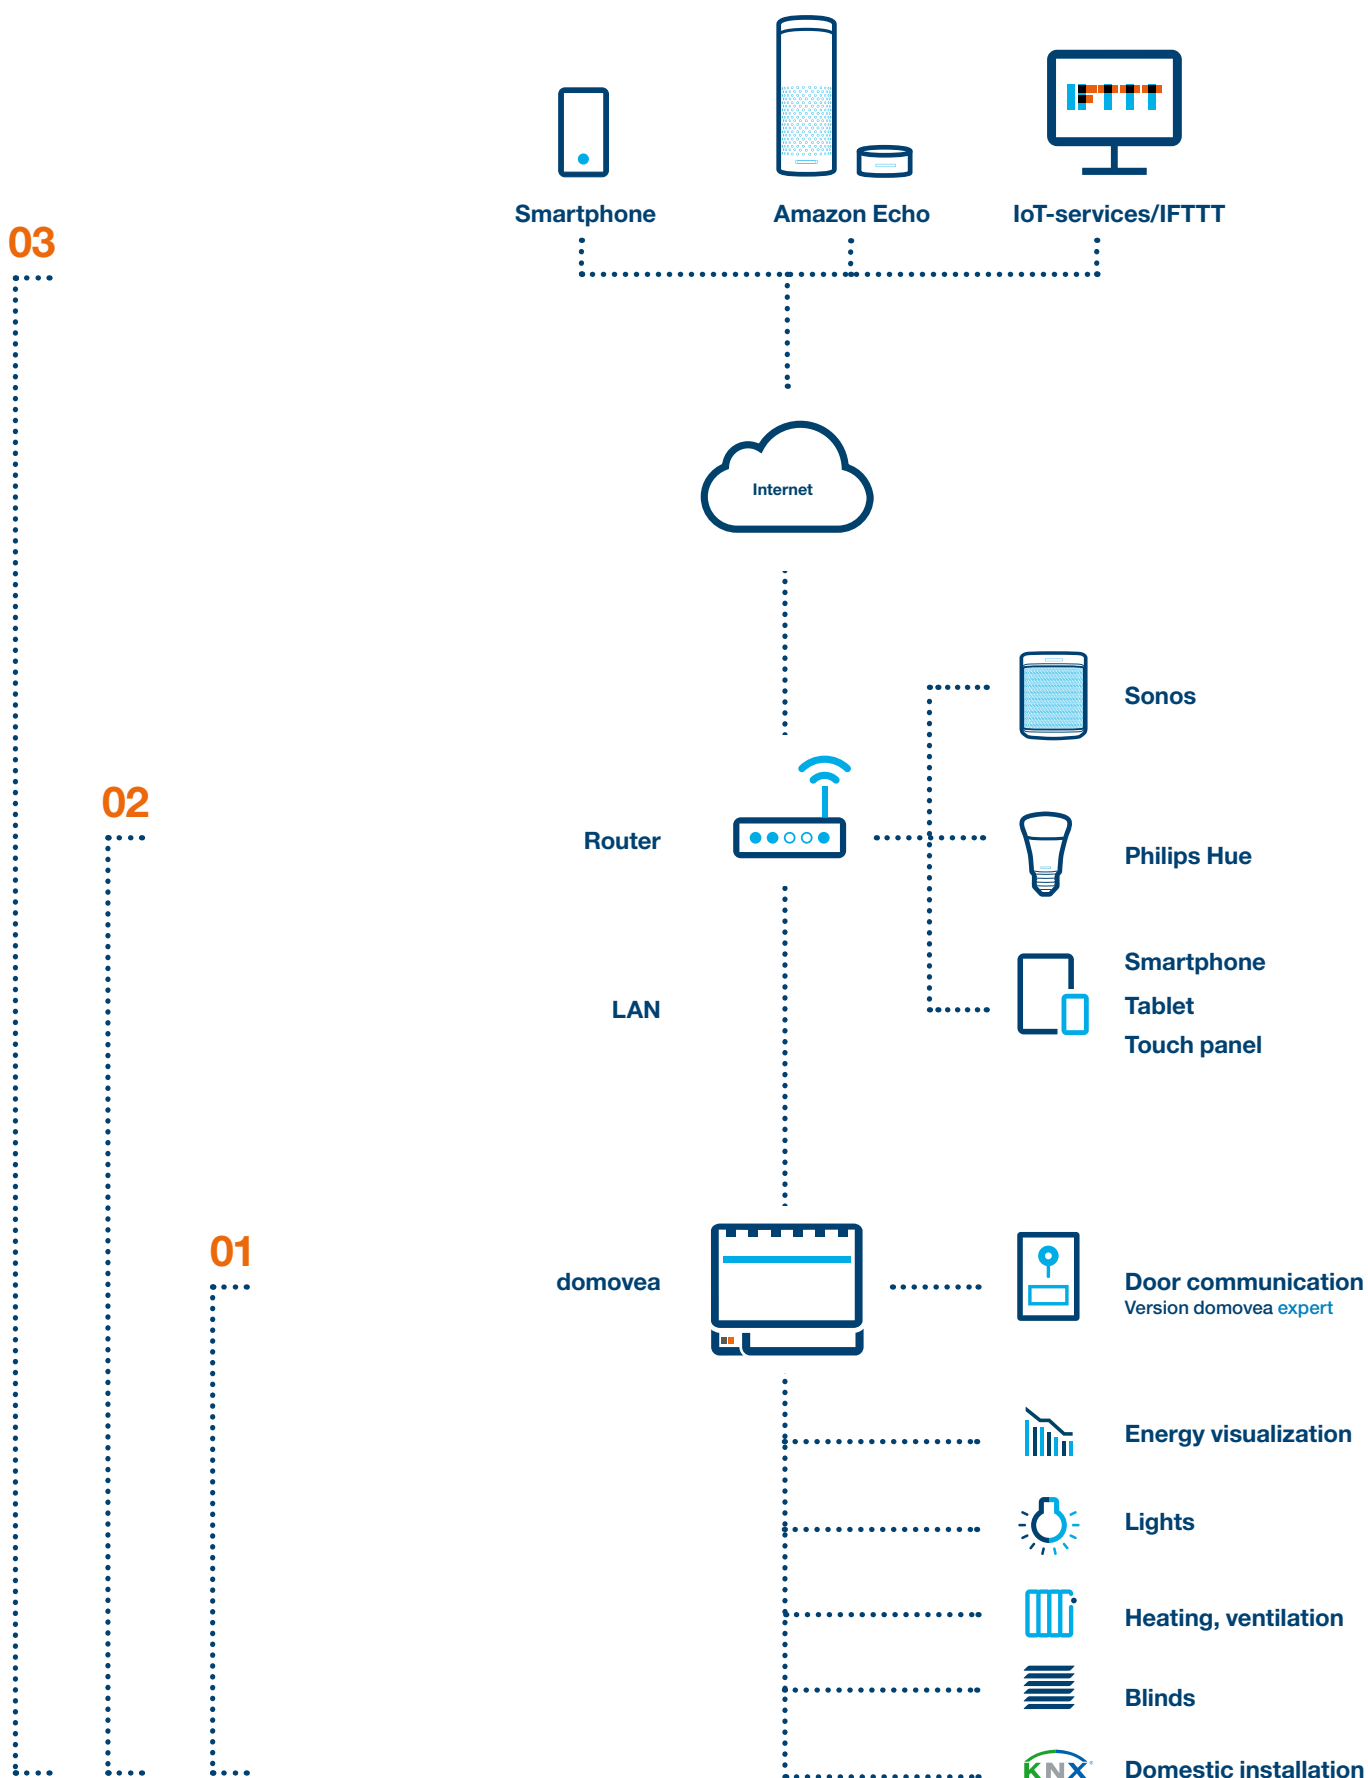 IFTTT
Smartphone
Amazon Echo
IoT-services/IFTTT
03
Internet
Sonos
02
Router
Philips Hue
Smartphone
LAN
Tablet
Touch panel
01
domovea
Door communication
Version domovea expert
Energy visualization
Lights
Heating, ventilation
Blinds
KNX
Domestic installation